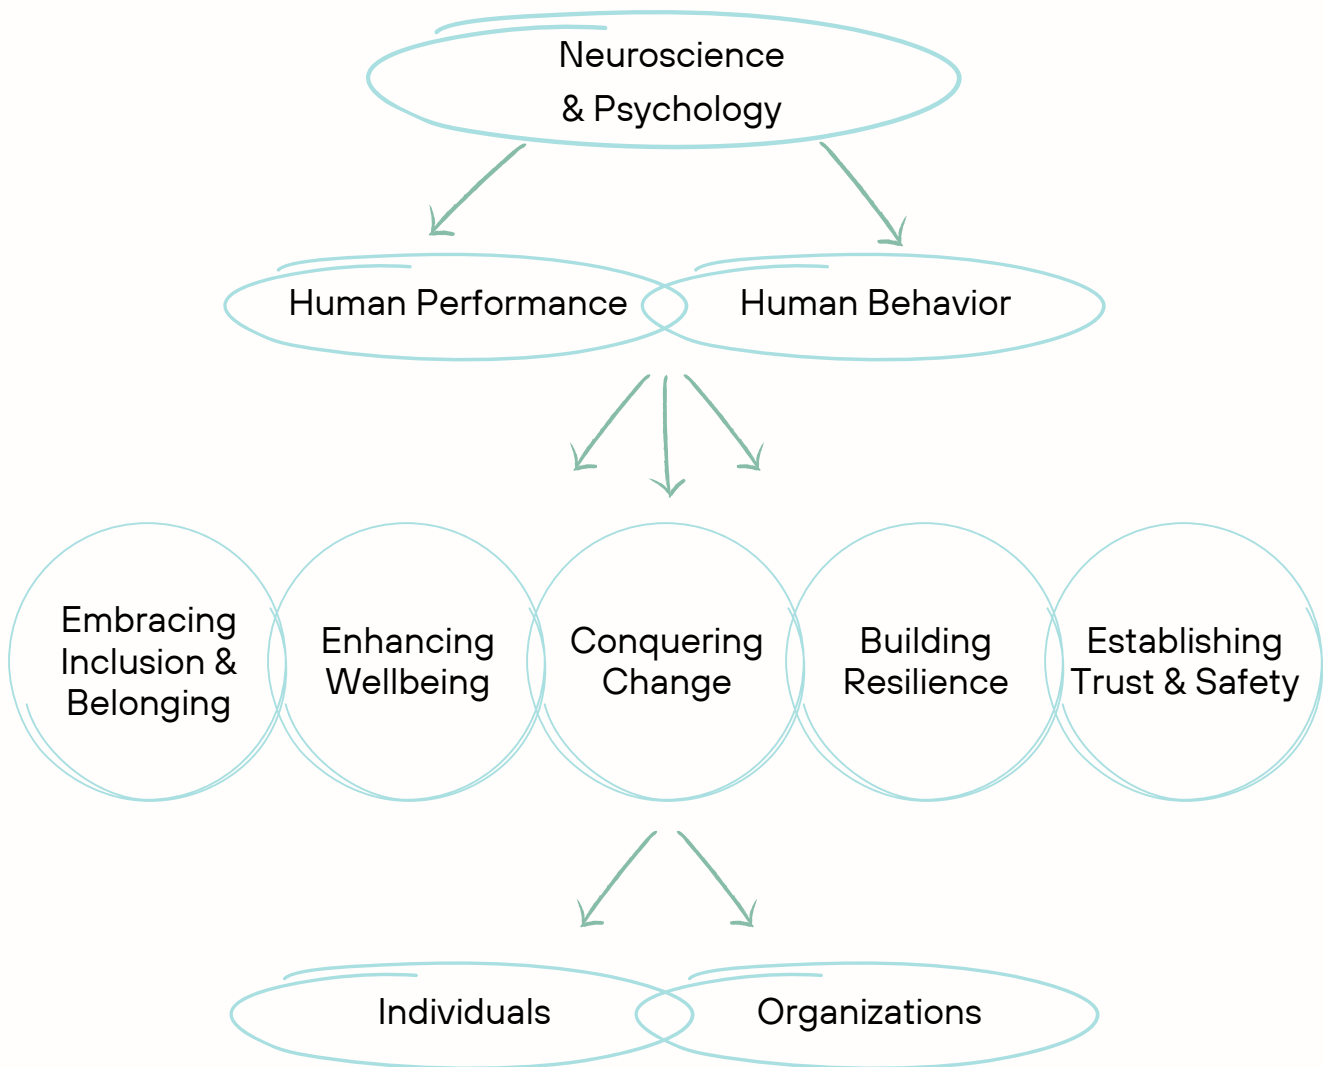 Neuroscience
& Psychology
Human Performance
Human Behavior
Embracing
Inclusion &
Belonging
Enhancing
Wellbeing
Conquering
Change
Building
Resilience
Establishing
Trust & Safety
Individuals
Organizations